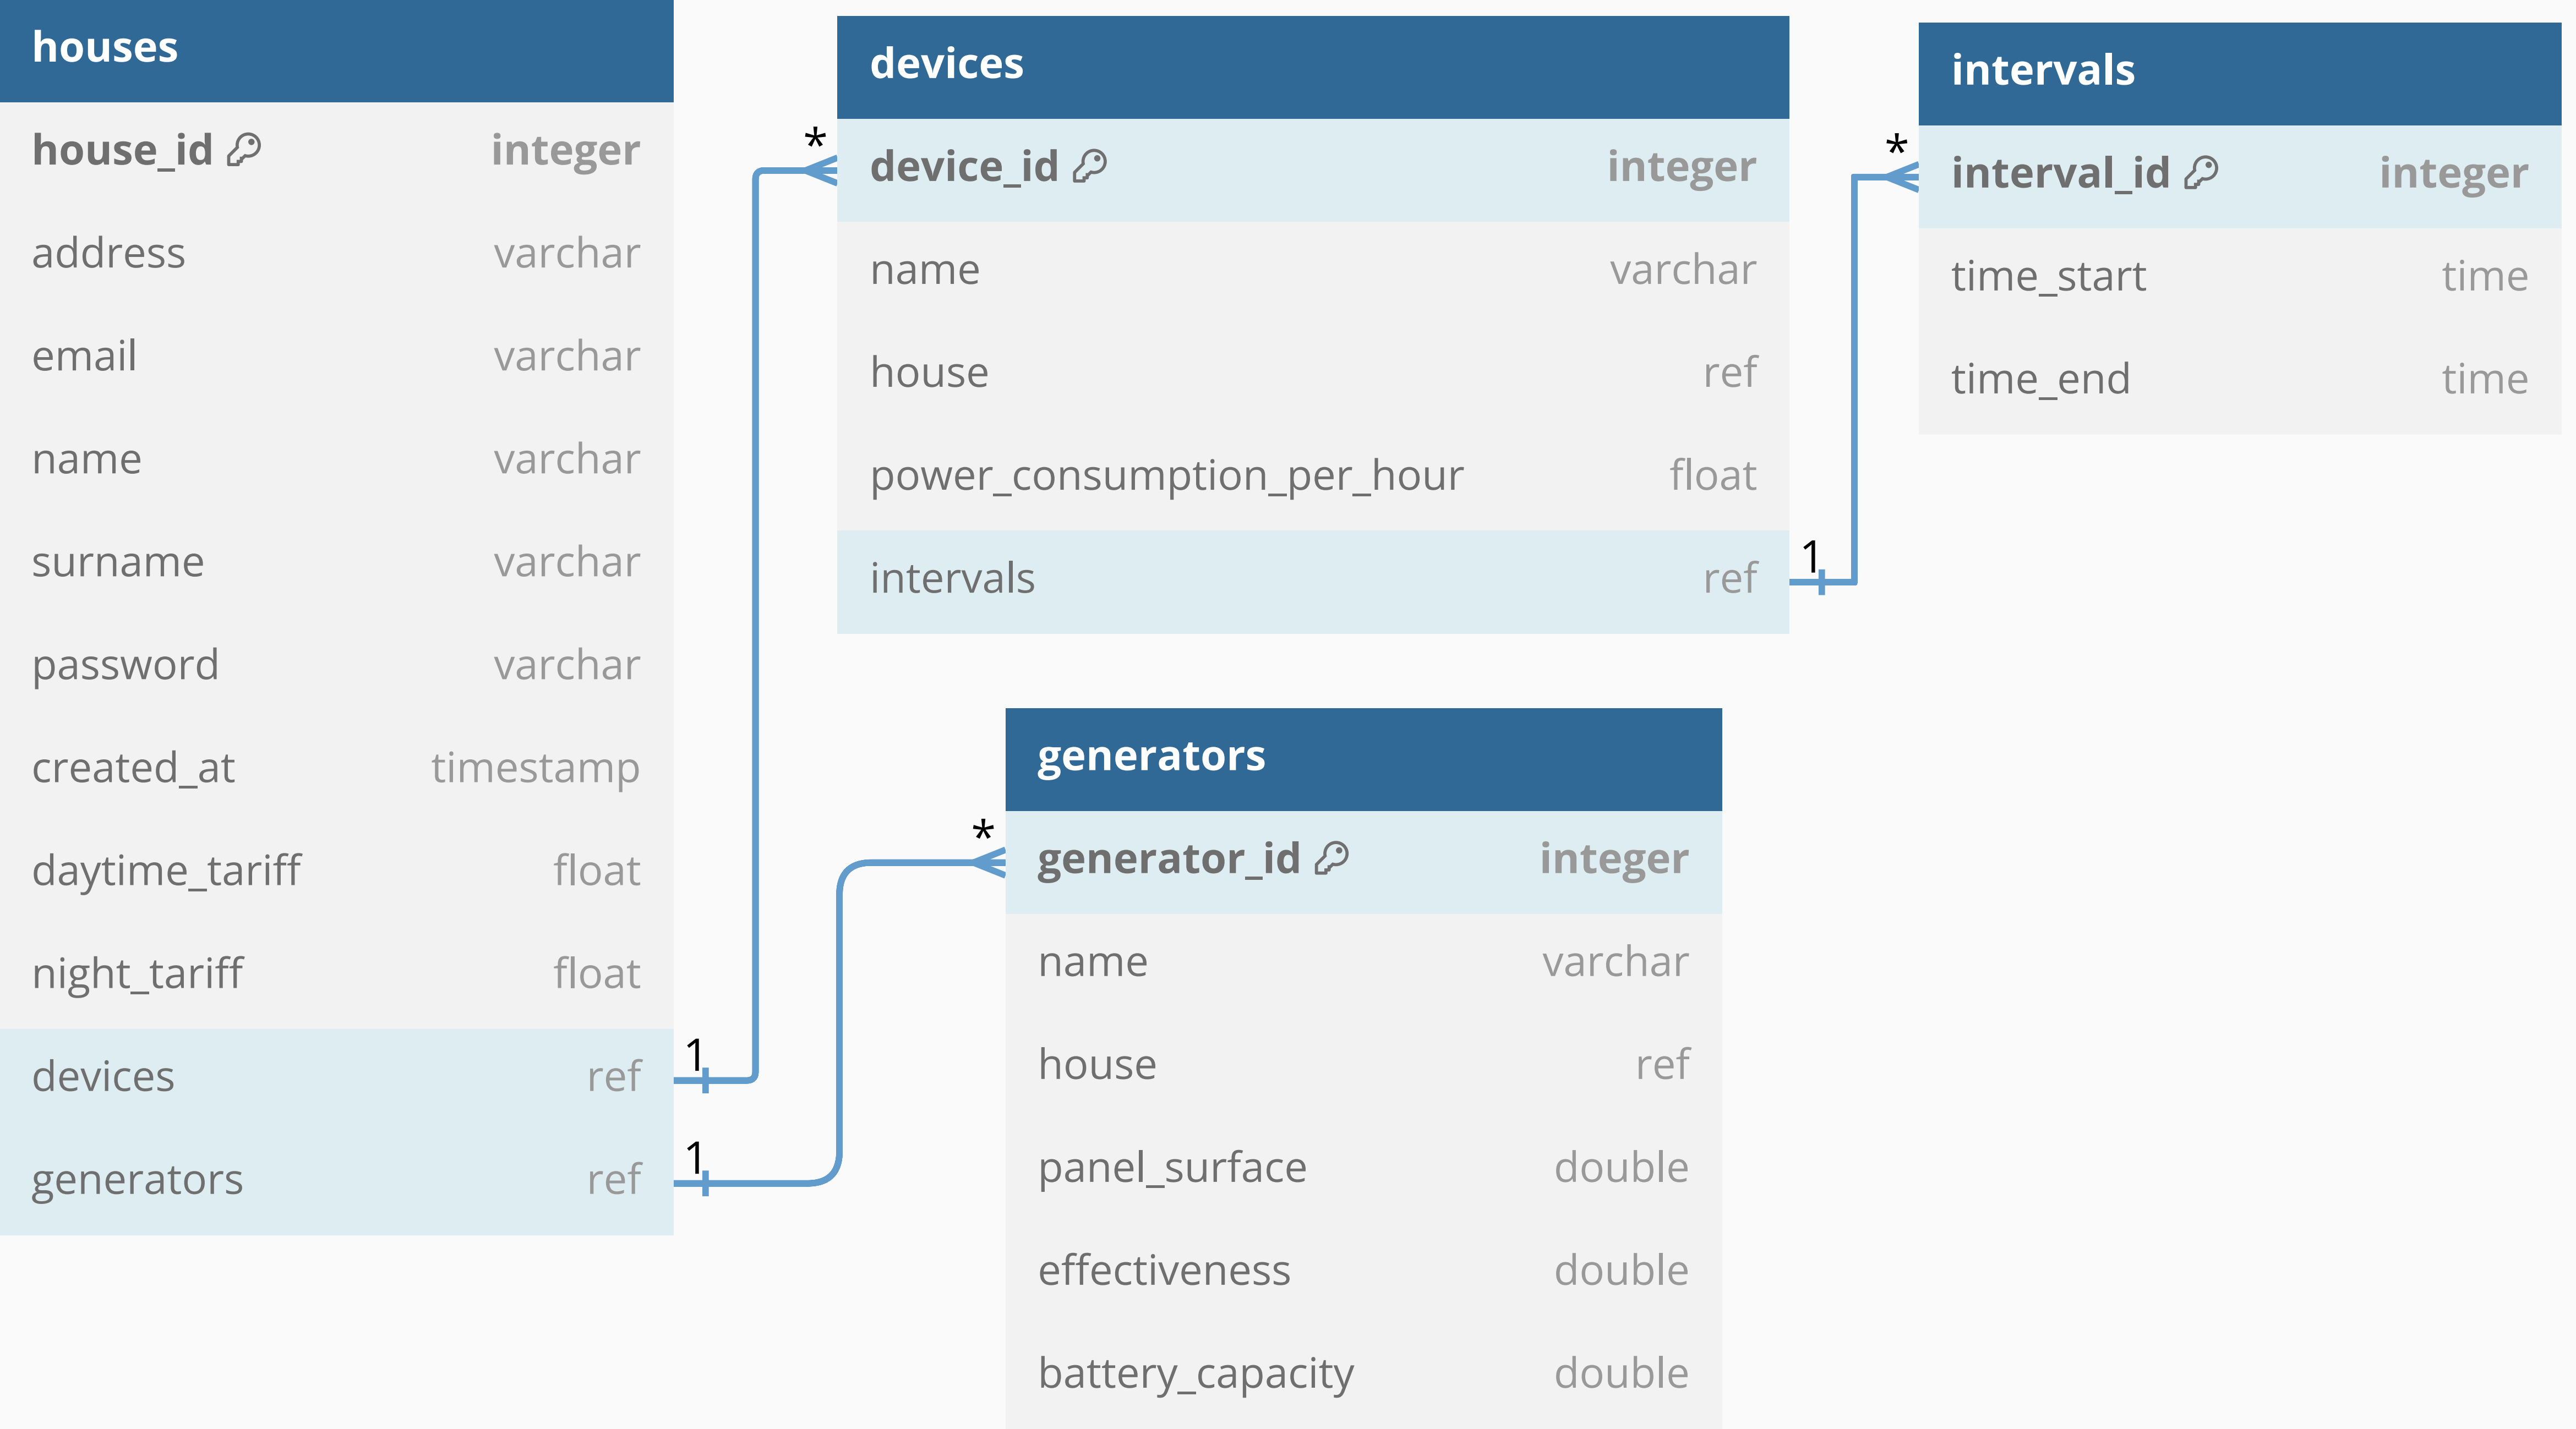 houses
house_id integer
address varchar
email varchar
name varchar
surname varchar
password varchar
created_at timestamp
daytime_tariff float
night_tariff float
devices ref 1
generators ref 1
devices
* device_id integer
name varchar
house ref
power_consumption_per_hour float
intervals ref 1
intervals
* interval_id integer
time_start time
time_end time
generators
* generator_id integer
name varchar
house ref
panel_surface double
effectiveness double
battery_capacity double